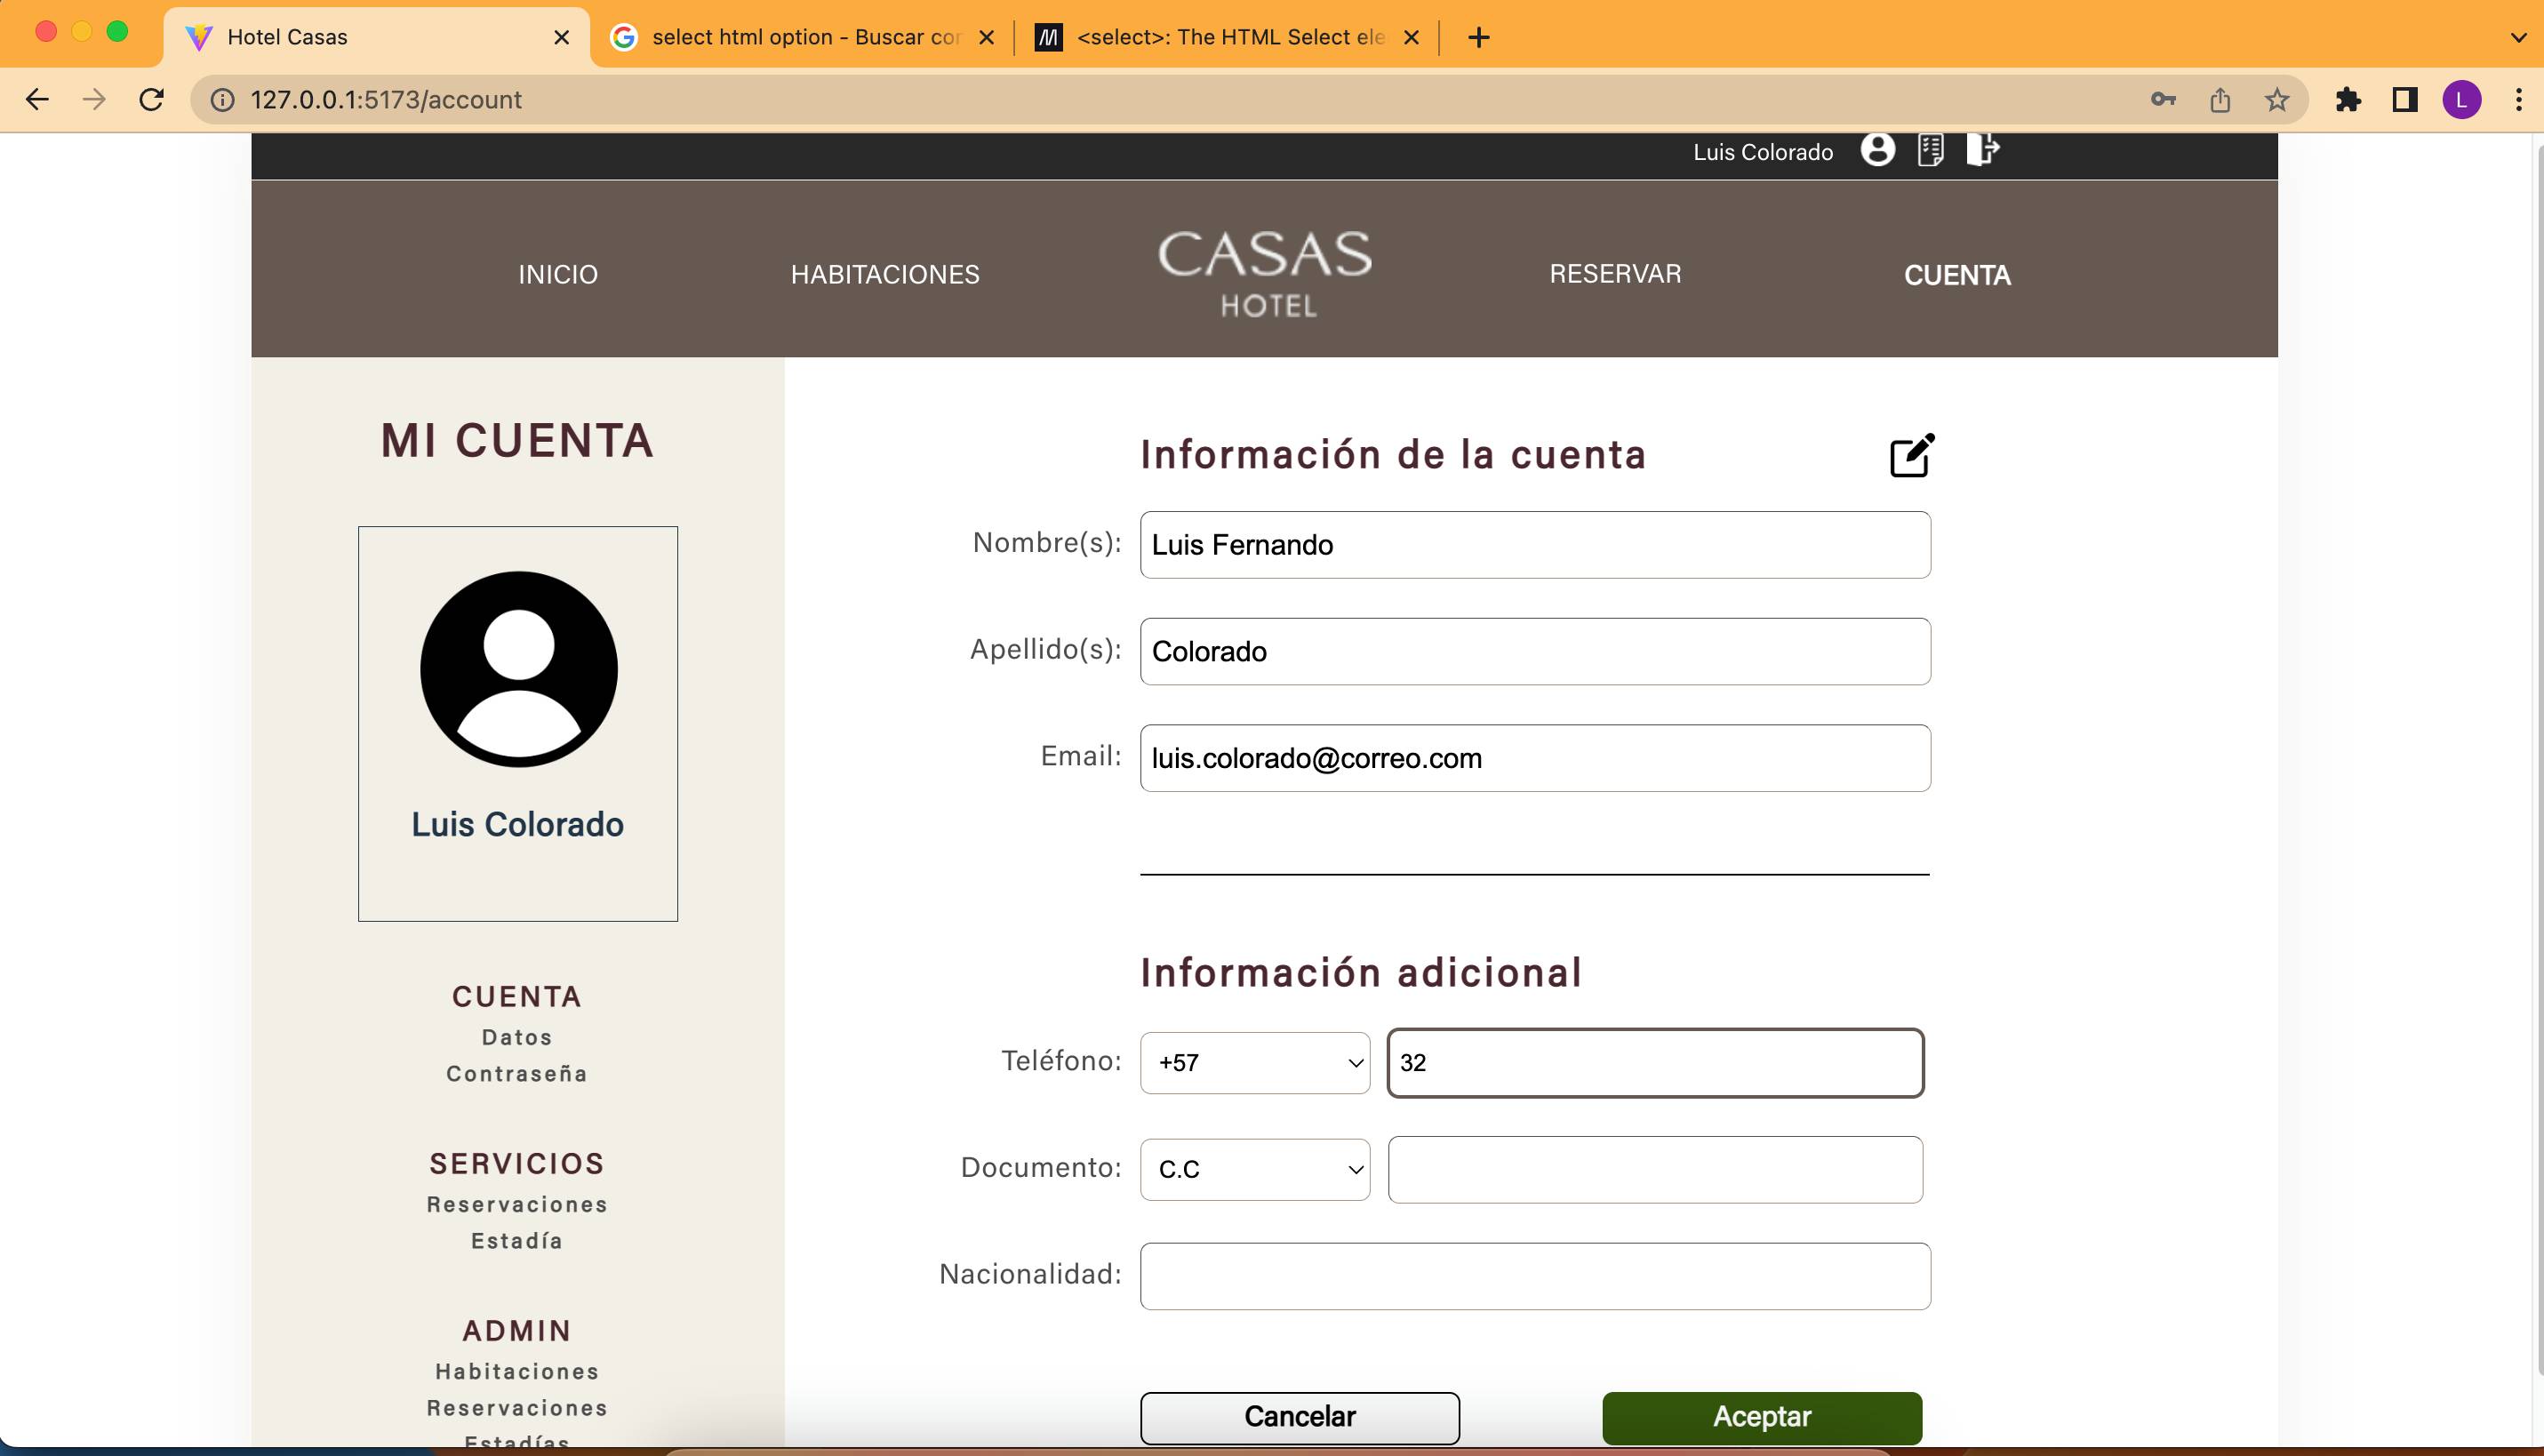 Hotel Casas
select html option - Buscar con
<select>: The HTML Select ele
127.0.0.1:5173/account
L
Luis Colorado
INICIO
HABITACIONES
CASAS
HOTEL
RESERVAR
CUENTA
MI CUENTA
Luis Colorado
CUENTA
Datos
Contraseña
SERVICIOS
Reservaciones
Estadía
ADMIN
Habitaciones
Reservaciones
Estadías
Información de la cuenta
Nombre(s): Luis Fernando
Apellido(s): Colorado
Email: luis.colorado@correo.com
Información adicional
Teléfono: +57 32
Documento: C.C
Nacionalidad:
Cancelar
Aceptar